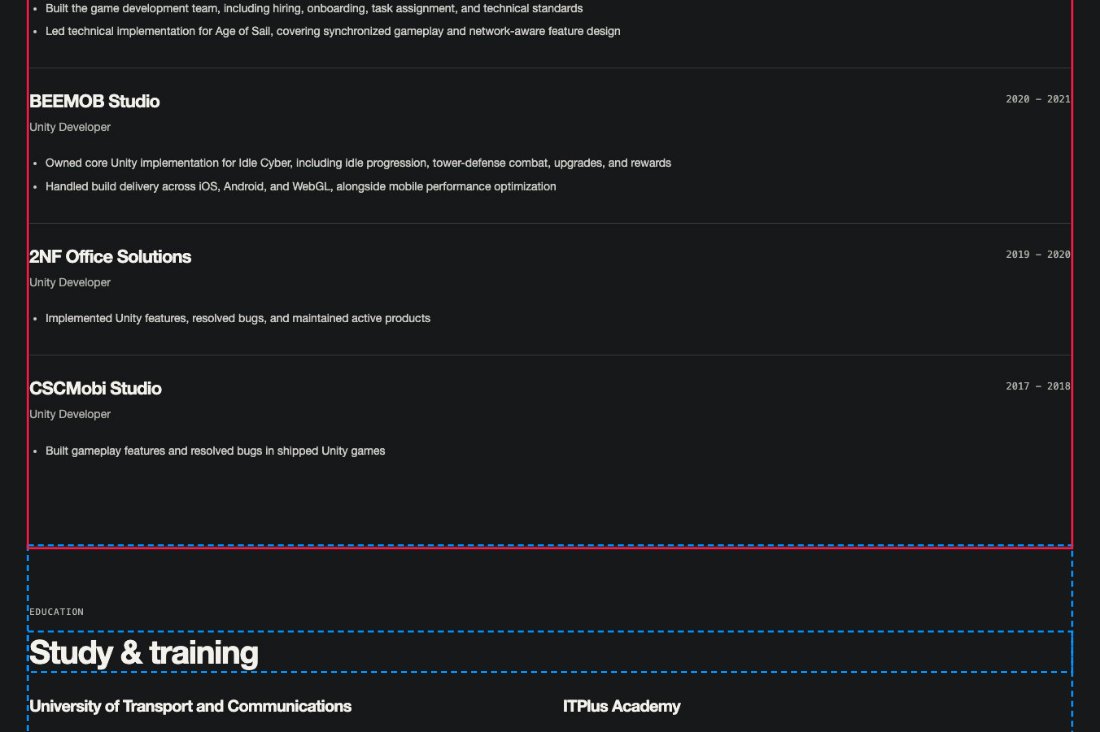 • Built the game development team, including hiring, onboarding, task assignment, and technical standards
• Led technical implementation for Age of Sail, covering synchronized gameplay and network-aware feature design
BEEMOB Studio
2020 – 2021
Unity Developer
• Owned core Unity implementation for Idle Cyber, including idle progression, tower-defense combat, upgrades, and rewards
• Handled build delivery across iOS, Android, and WebGL, alongside mobile performance optimization
2NF Office Solutions
2019 – 2020
Unity Developer
• Implemented Unity features, resolved bugs, and maintained active products
CSCMobi Studio
2017 – 2018
Unity Developer
• Built gameplay features and resolved bugs in shipped Unity games
EDUCATION
Study & training
University of Transport and Communications
ITPlus Academy